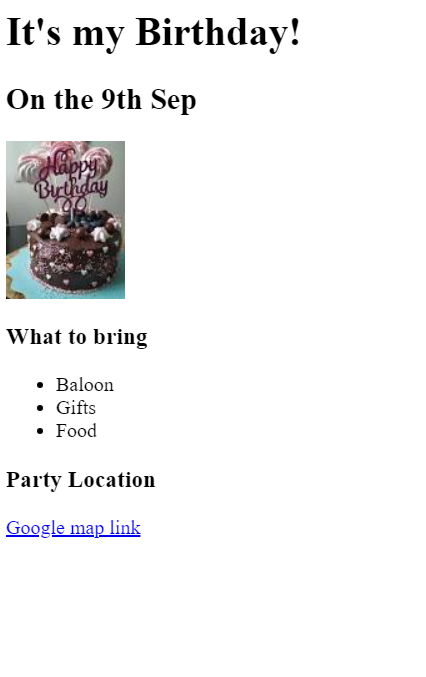 It's my Birthday!
On the 9th Sep
Happy
Birthday
What to bring
Baloon
Gifts
Food
Party Location
Google map link